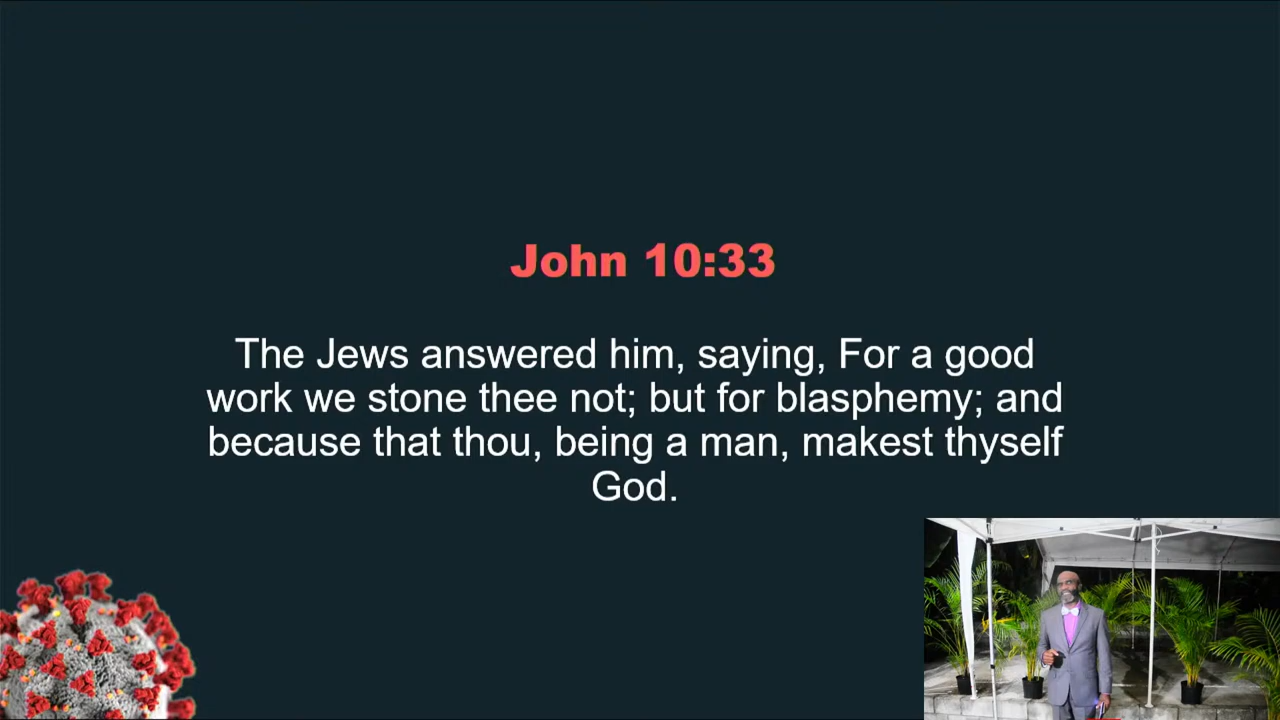 John 10:33
The Jews answered him, saying, For a good
work we stone thee not; but for blasphemy; and
because that thou, being a man, makest thyself
God.